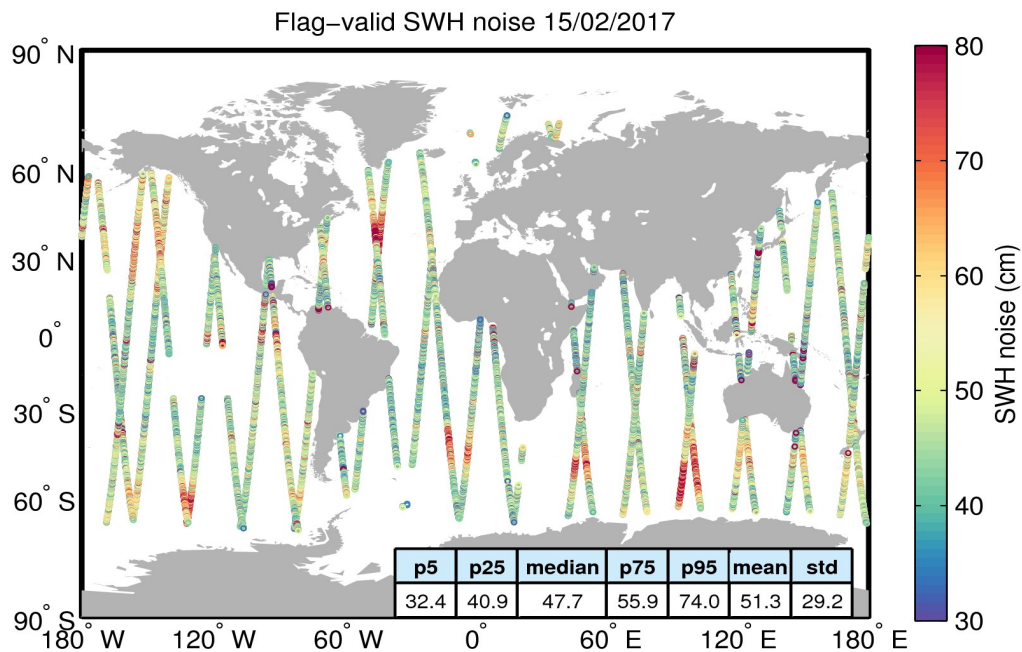 Flag−valid SWH noise 15/02/2017
90° N
60° N
30° N
0°
30° S
60° S
90° S
180° W
120° W
60° W
0°
60° E
120° E
180° E
p5 p25 median p75 p95 mean std
32.4 40.9 47.7 55.9 74.0 51.3 29.2
80
70
60
50
40
30
SWH noise (cm)